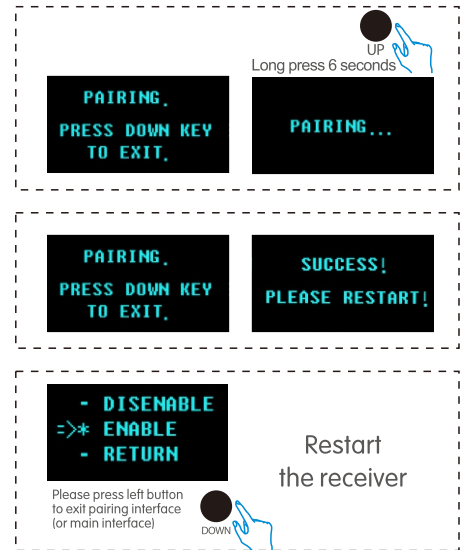 UP
Long press 6 seconds
PAIRING.
PRESS DOWN KEY
TO EXIT.
PAIRING...
PAIRING.
PRESS DOWN KEY
TO EXIT.
SUCCESS!
PLEASE RESTART!
- DISENABLE
=>* ENABLE
- RETURN
Please press left button
to exit pairing interface
(or main interface)
DOWN
Restart
the receiver